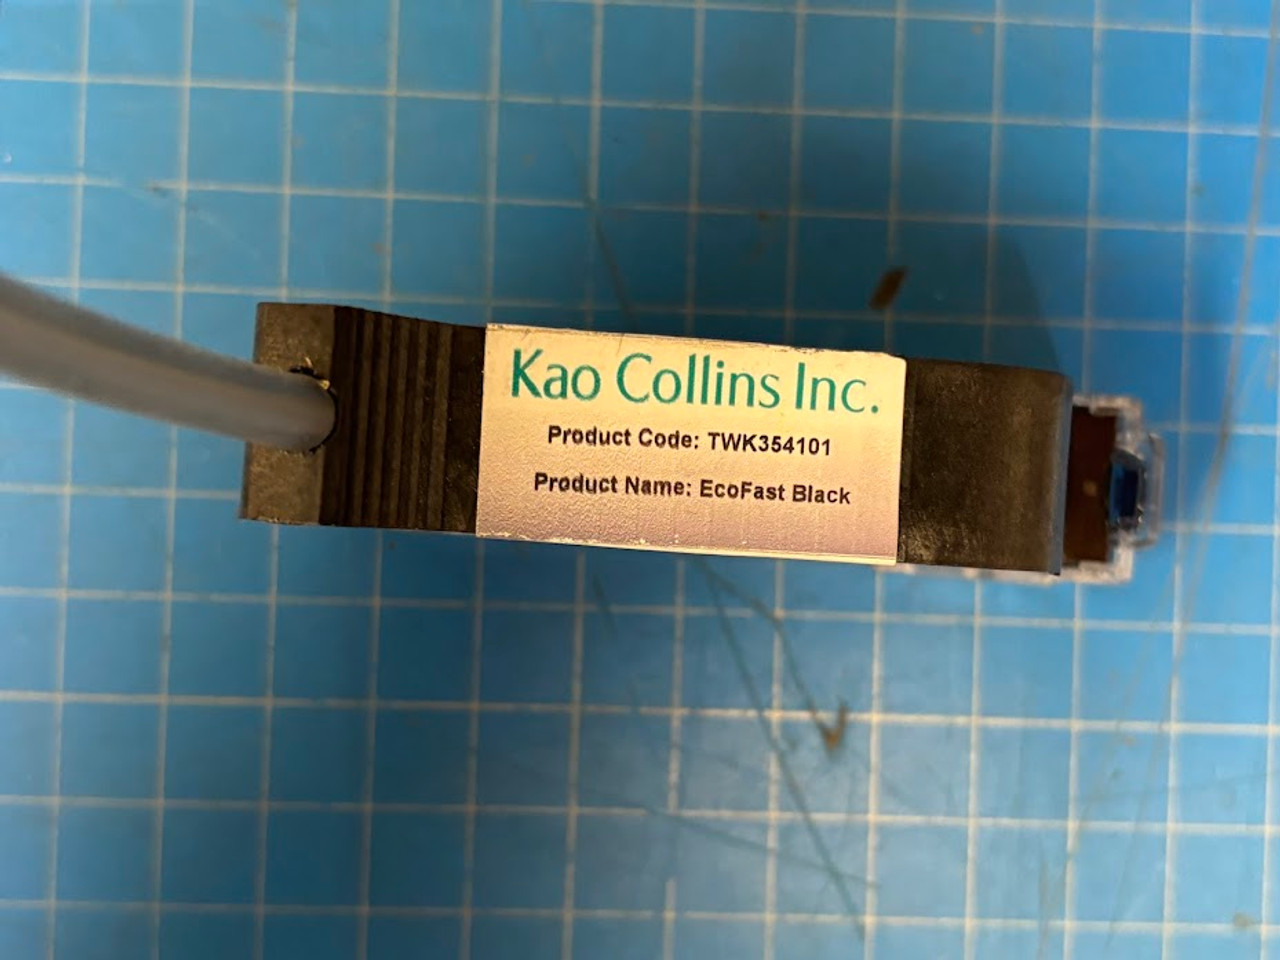 Kao Collins Inc.
Product Code: TWK354101
Product Name: EcoFast Black